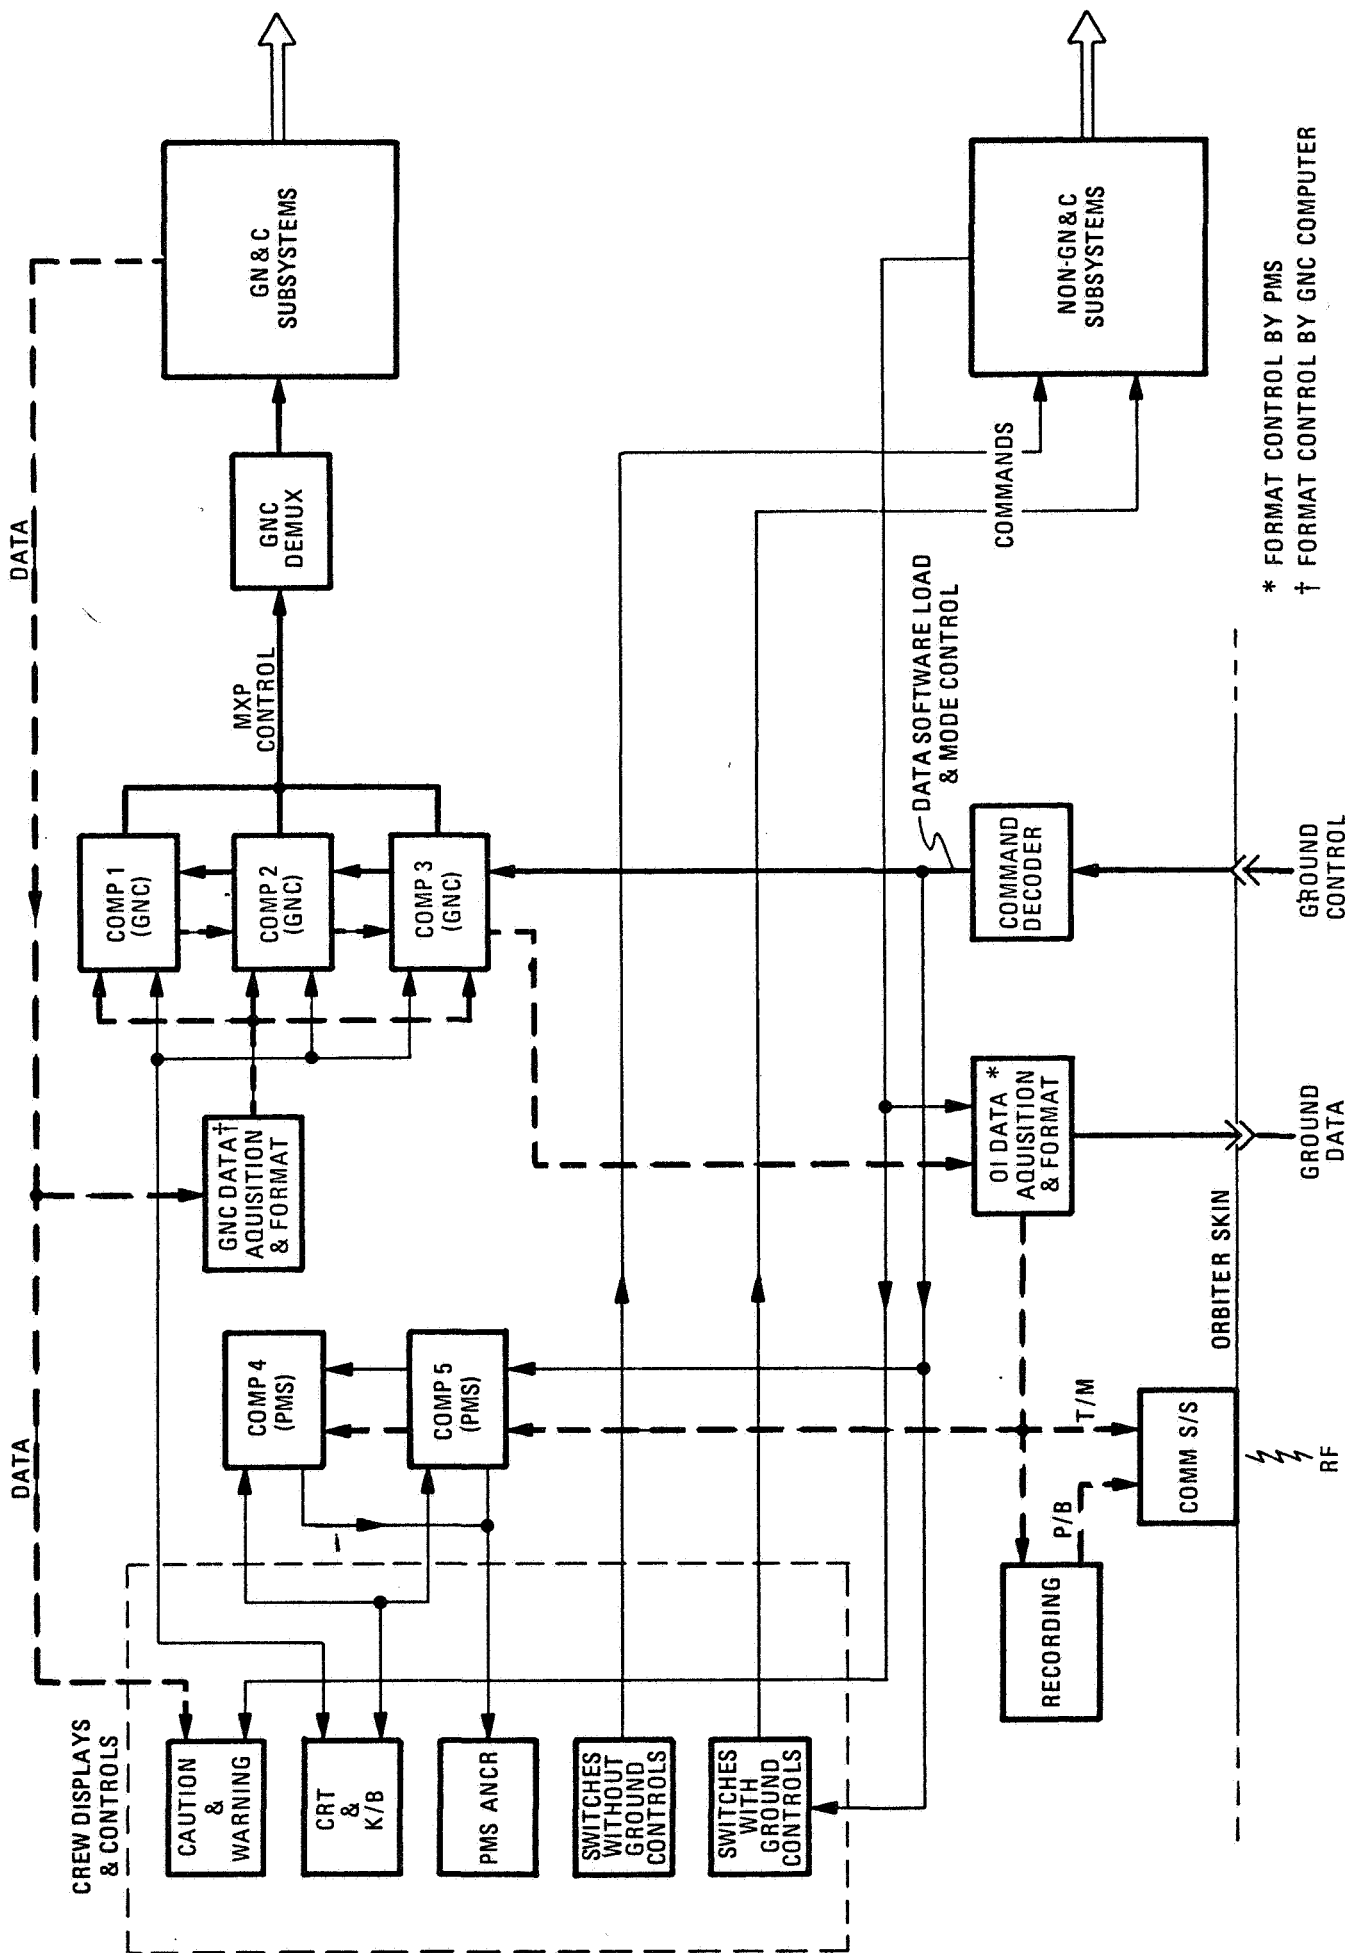 DATA
DATA
GN&C
SUBSYSTEMS
GNC
DEMUX
MXP
CONTROL
COMP 1
(GNC)
COMP 2
(GNC)
COMP 3
(GNC)
GNC DATA†
AQUISITION
& FORMAT
COMP 4
(PMS)
COMP 5
(PMS)
CREW DISPLAYS
& CONTROLS
CAUTION
&
WARNING
CRT
&
K/B
PMS ANCR
SWITCHES
WITHOUT
GROUND
CONTROLS
SWITCHES
WITH
GROUND
CONTROLS
NON-GN&C
SUBSYSTEMS
COMMANDS
DATA SOFTWARE LOAD
& MODE CONTROL
COMMAND
DECODER
OI DATA *
AQUISITION
& FORMAT
RECORDING
P/B
T/M
COMM S/S
RF
ORBITER SKIN
GROUND
DATA
GROUND
CONTROL
* FORMAT CONTROL BY PMS
† FORMAT CONTROL BY GNC COMPUTER